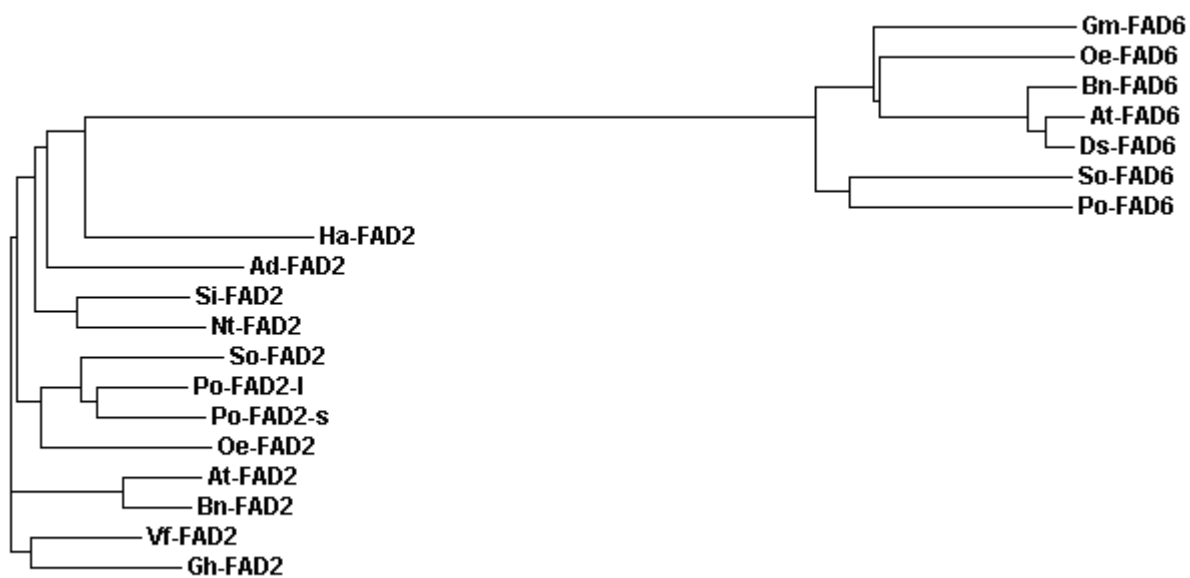 Gm-FAD6
Oe-FAD6
Bn-FAD6
At-FAD6
Ds-FAD6
So-FAD6
Po-FAD6
Ha-FAD2
Ad-FAD2
Si-FAD2
Nt-FAD2
So-FAD2
Po-FAD2-l
Po-FAD2-s
Oe-FAD2
At-FAD2
Bn-FAD2
Vf-FAD2
Gh-FAD2